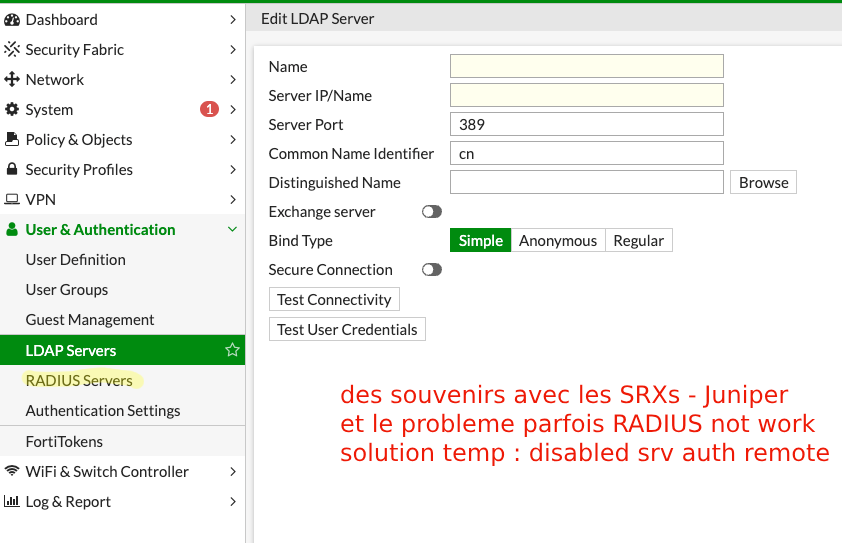 Dashboard
Security Fabric
Network
System 1
Policy & Objects
Security Profiles
VPN
User & Authentication
User Definition
User Groups
Guest Management
LDAP Servers
RADIUS Servers
Authentication Settings
FortiTokens
WiFi & Switch Controller
Log & Report
Edit LDAP Server
Name
Server IP/Name
Server Port 389
Common Name Identifier cn
Distinguished Name Browse
Exchange server
Bind Type Simple Anonymous Regular
Secure Connection
Test Connectivity
Test User Credentials
des souvenirs avec les SRXs - Juniper
et le probleme parfois RADIUS not work
solution temp : disabled srv auth remote